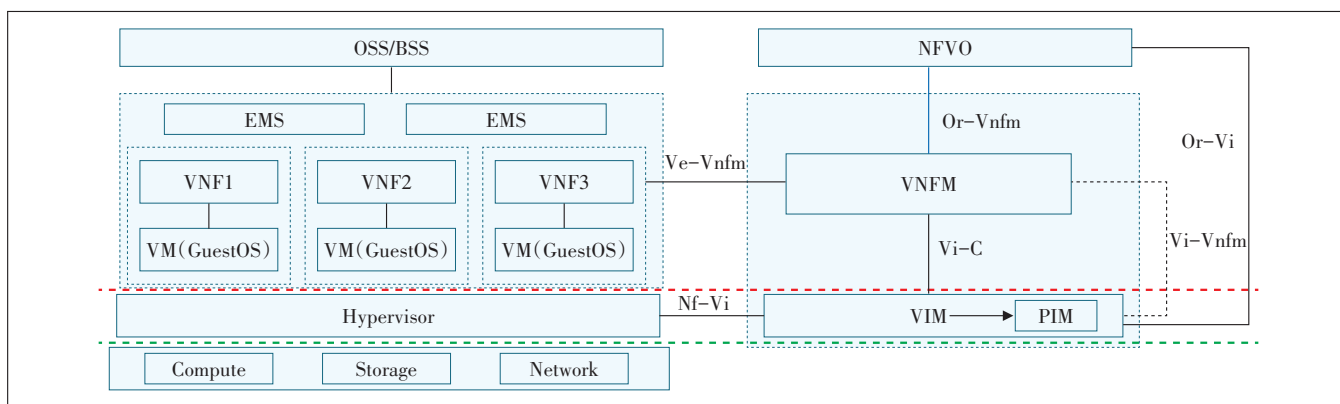 OSS/BSS
NFVO
EMS
EMS
Or-Vnfm
Or-Vi
Ve-Vnfm
VNF1
VNF2
VNF3
VNFM
VM(GuestOS)
VM(GuestOS)
VM(GuestOS)
Vi-C
Vi-Vnfm
Nf-Vi
Hypervisor
VIM
PIM
Compute
Storage
Network